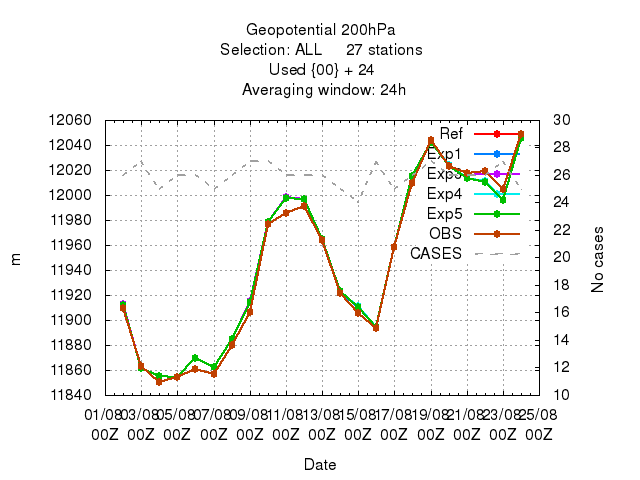 Geopotential 200hPa
Selection: ALL 27 stations
Used {00} + 24
Averaging window: 24h
12060
12040
12020
12000
11980
11960
11940
11920
11900
11880
11860
11840
m
30
28
26
24
22
20
18
16
14
12
10
No cases
Ref
Exp1
Exp3
Exp4
Exp5
OBS
CASES
01/08 03/08 05/08 07/08 09/08 11/08 13/08 15/08 17/08 19/08 21/08 23/08 25/08
00Z 00Z 00Z 00Z 00Z 00Z 00Z 00Z 00Z 00Z 00Z 00Z 00Z
Date